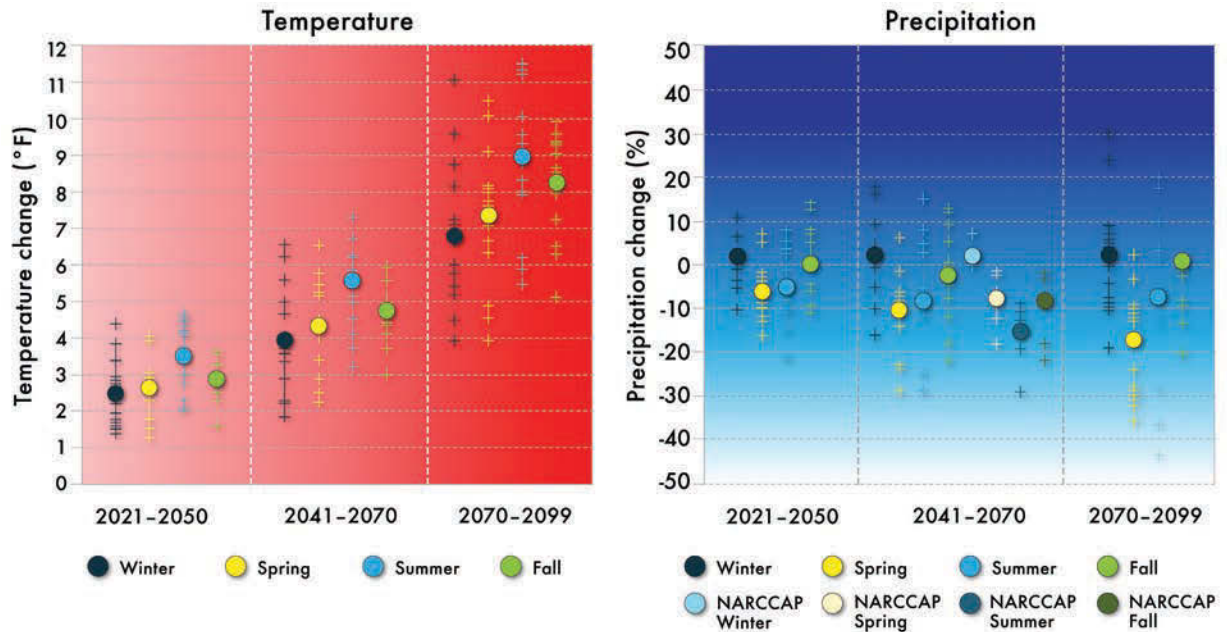 Temperature
Temperature change (°F)
12
11
10
9
8
7
6
5
4
3
2
1
0
2021–2050
2041–2070
2070–2099
Winter
Spring
Summer
Fall
Precipitation
Precipitation change (%)
50
40
30
20
10
0
-10
-20
-30
-40
-50
2021–2050
2041–2070
2070–2099
Winter
Spring
Summer
Fall
NARCCAP
Winter
NARCCAP
Spring
NARCCAP
Summer
NARCCAP
Fall